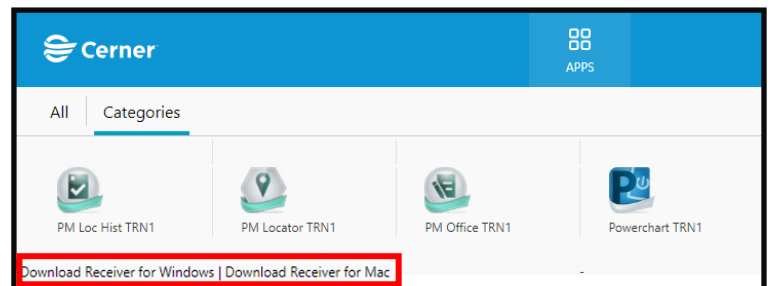 Cerner
APPS
All Categories
PM Loc Hist TRN1 PM Locator TRN1 PM Office TRN1 Powerchart TRN1
Download Receiver for Windows | Download Receiver for Mac -